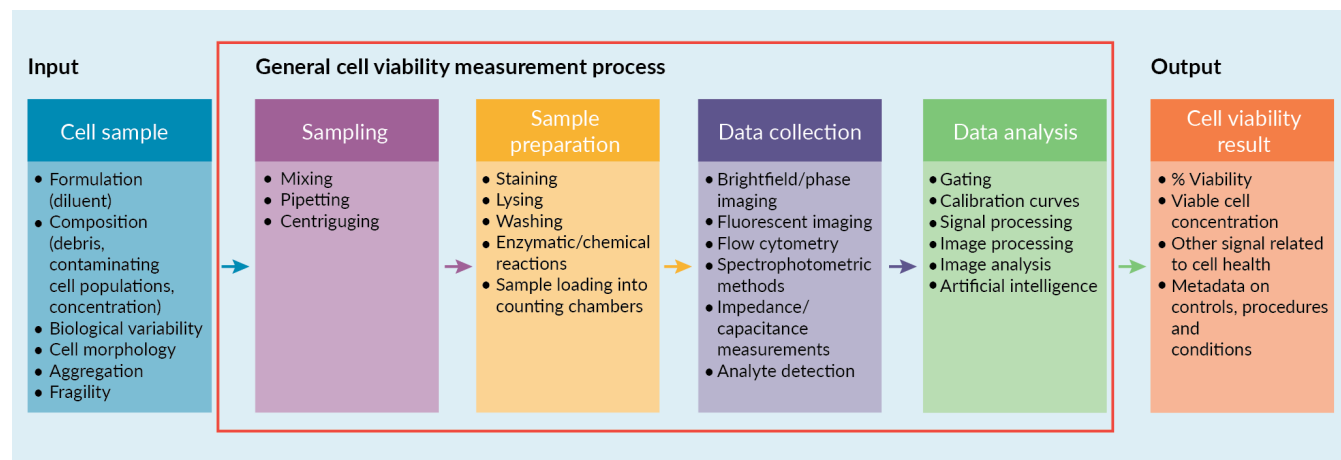 Input
General cell viability measurement process
Output
Cell sample
• Formulation
(diluent)
• Composition
(debris,
contaminating
cell populations,
concentration)
• Biological variability
• Cell morphology
• Aggregation
• Fragility
Sampling
• Mixing
• Pipetting
• Centriguging
Sample
preparation
• Staining
• Lysing
• Washing
• Enzymatic/chemical
reactions
• Sample loading into
counting chambers
Data collection
• Brightfield/phase
imaging
• Fluorescent imaging
• Flow cytometry
• Spectrophotometric
methods
• Impedance/
capacitance
measurements
• Analyte detection
Data analysis
• Gating
• Calibration curves
• Signal processing
• Image processing
• Image analysis
• Artificial intelligence
Cell viability
result
• % Viability
• Viable cell
concentration
• Other signal related
to cell health
• Metadata on
controls, procedures
and
conditions